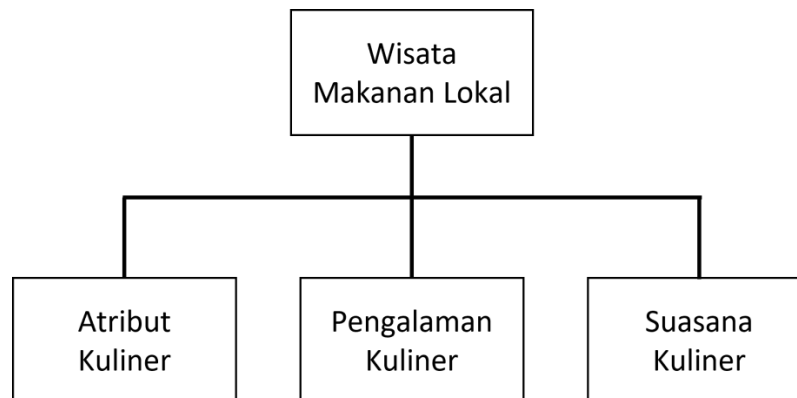 Wisata
Makanan Lokal
Atribut
Kuliner
Pengalaman
Kuliner
Suasana
Kuliner